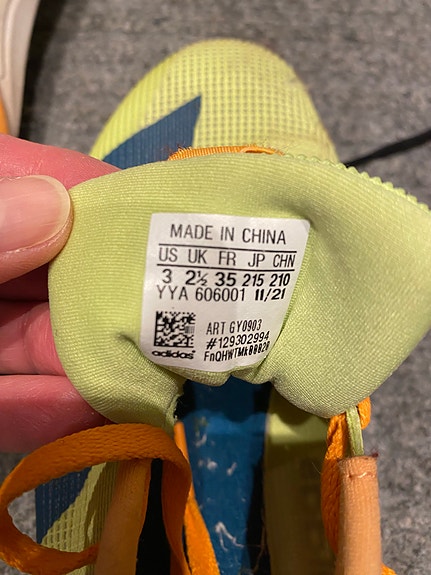 MADE IN CHINA
US UK FR JP CHN
3 2½ 35 215 210
YYA 606001 11/21
ART GY0903
#129302994
adidas FnQHWTMk88820